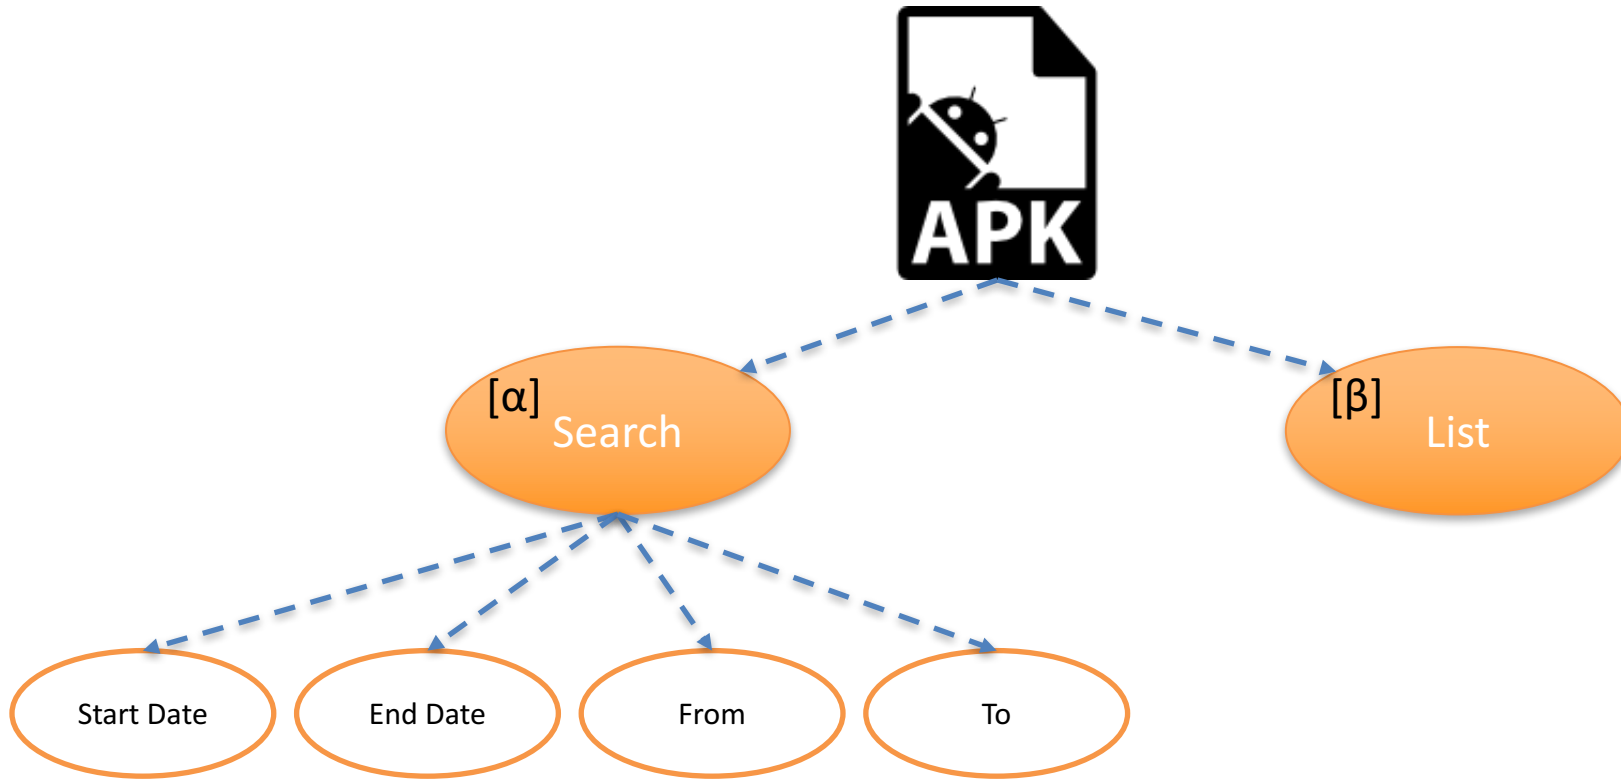 APK
[α]
Search
[β]
List
Start Date
End Date
From
To